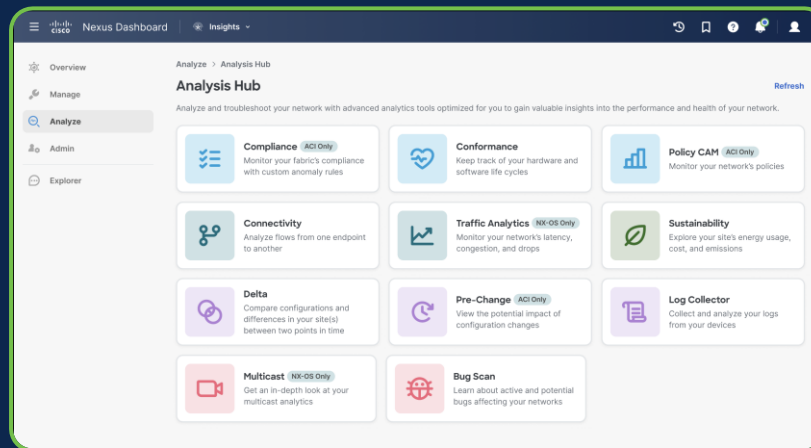 CISCO Nexus Dashboard Insights
Overview
Manage
Analyze
Admin
Explorer
Analyze > Analysis Hub
Analysis Hub
Refresh
Analyze and troubleshoot your network with advanced analytics tools optimized for you to gain valuable insights into the performance and health of your network.
Compliance ACI Only
Monitor your fabric's compliance
with custom anomaly rules
Conformance
Keep track of your hardware and
software life cycles
Policy CAM ACI Only
Monitor your network's policies
Connectivity
Analyze flows from one endpoint
to another
Traffic Analytics NX-OS Only
Monitor your network's latency,
congestion, and drops
Sustainability
Explore your site's energy usage,
cost, and emissions
Delta
Compare configurations and
differences in your site(s)
between two points in time
Pre-Change ACI Only
View the potential impact of
configuration changes
Log Collector
Collect and analyze your logs
from your devices
Multicast NX-OS Only
Get an in-depth look at your
multicast analytics
Bug Scan
Learn about active and potential
bugs affecting your networks